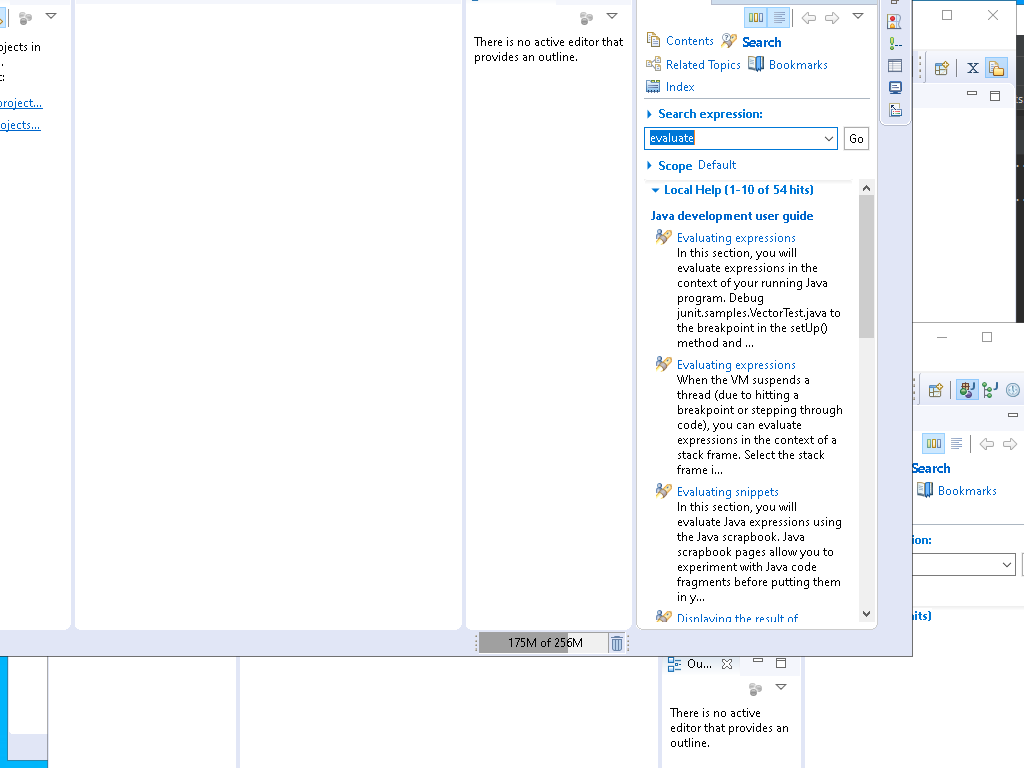 ojects in
.
c:
project...
ojects...
There is no active editor that
provides an outline.
Contents
Search
Related Topics
Bookmarks
Index
Search expression:
evaluate
Go
Scope
Default
Local Help (1-10 of 54 hits)
Java development user guide
Evaluating expressions
In this section, you will
evaluate expressions in the
context of your running Java
program. Debug
junit.samples.VectorTest.java to
the breakpoint in the setUp()
method and ...
Evaluating expressions
When the VM suspends a
thread (due to hitting a
breakpoint or stepping through
code), you can evaluate
expressions in the context of a
stack frame. Select the stack
frame i...
Evaluating snippets
In this section, you will
evaluate Java expressions using
the Java scrapbook. Java
scrapbook pages allow you to
experiment with Java code
fragments before putting them
in y...
Displaying the result of
175M of 256M
X
ts
Search
Bookmarks
ion:
hits)
Ou...
There is no active
editor that provides an
outline.